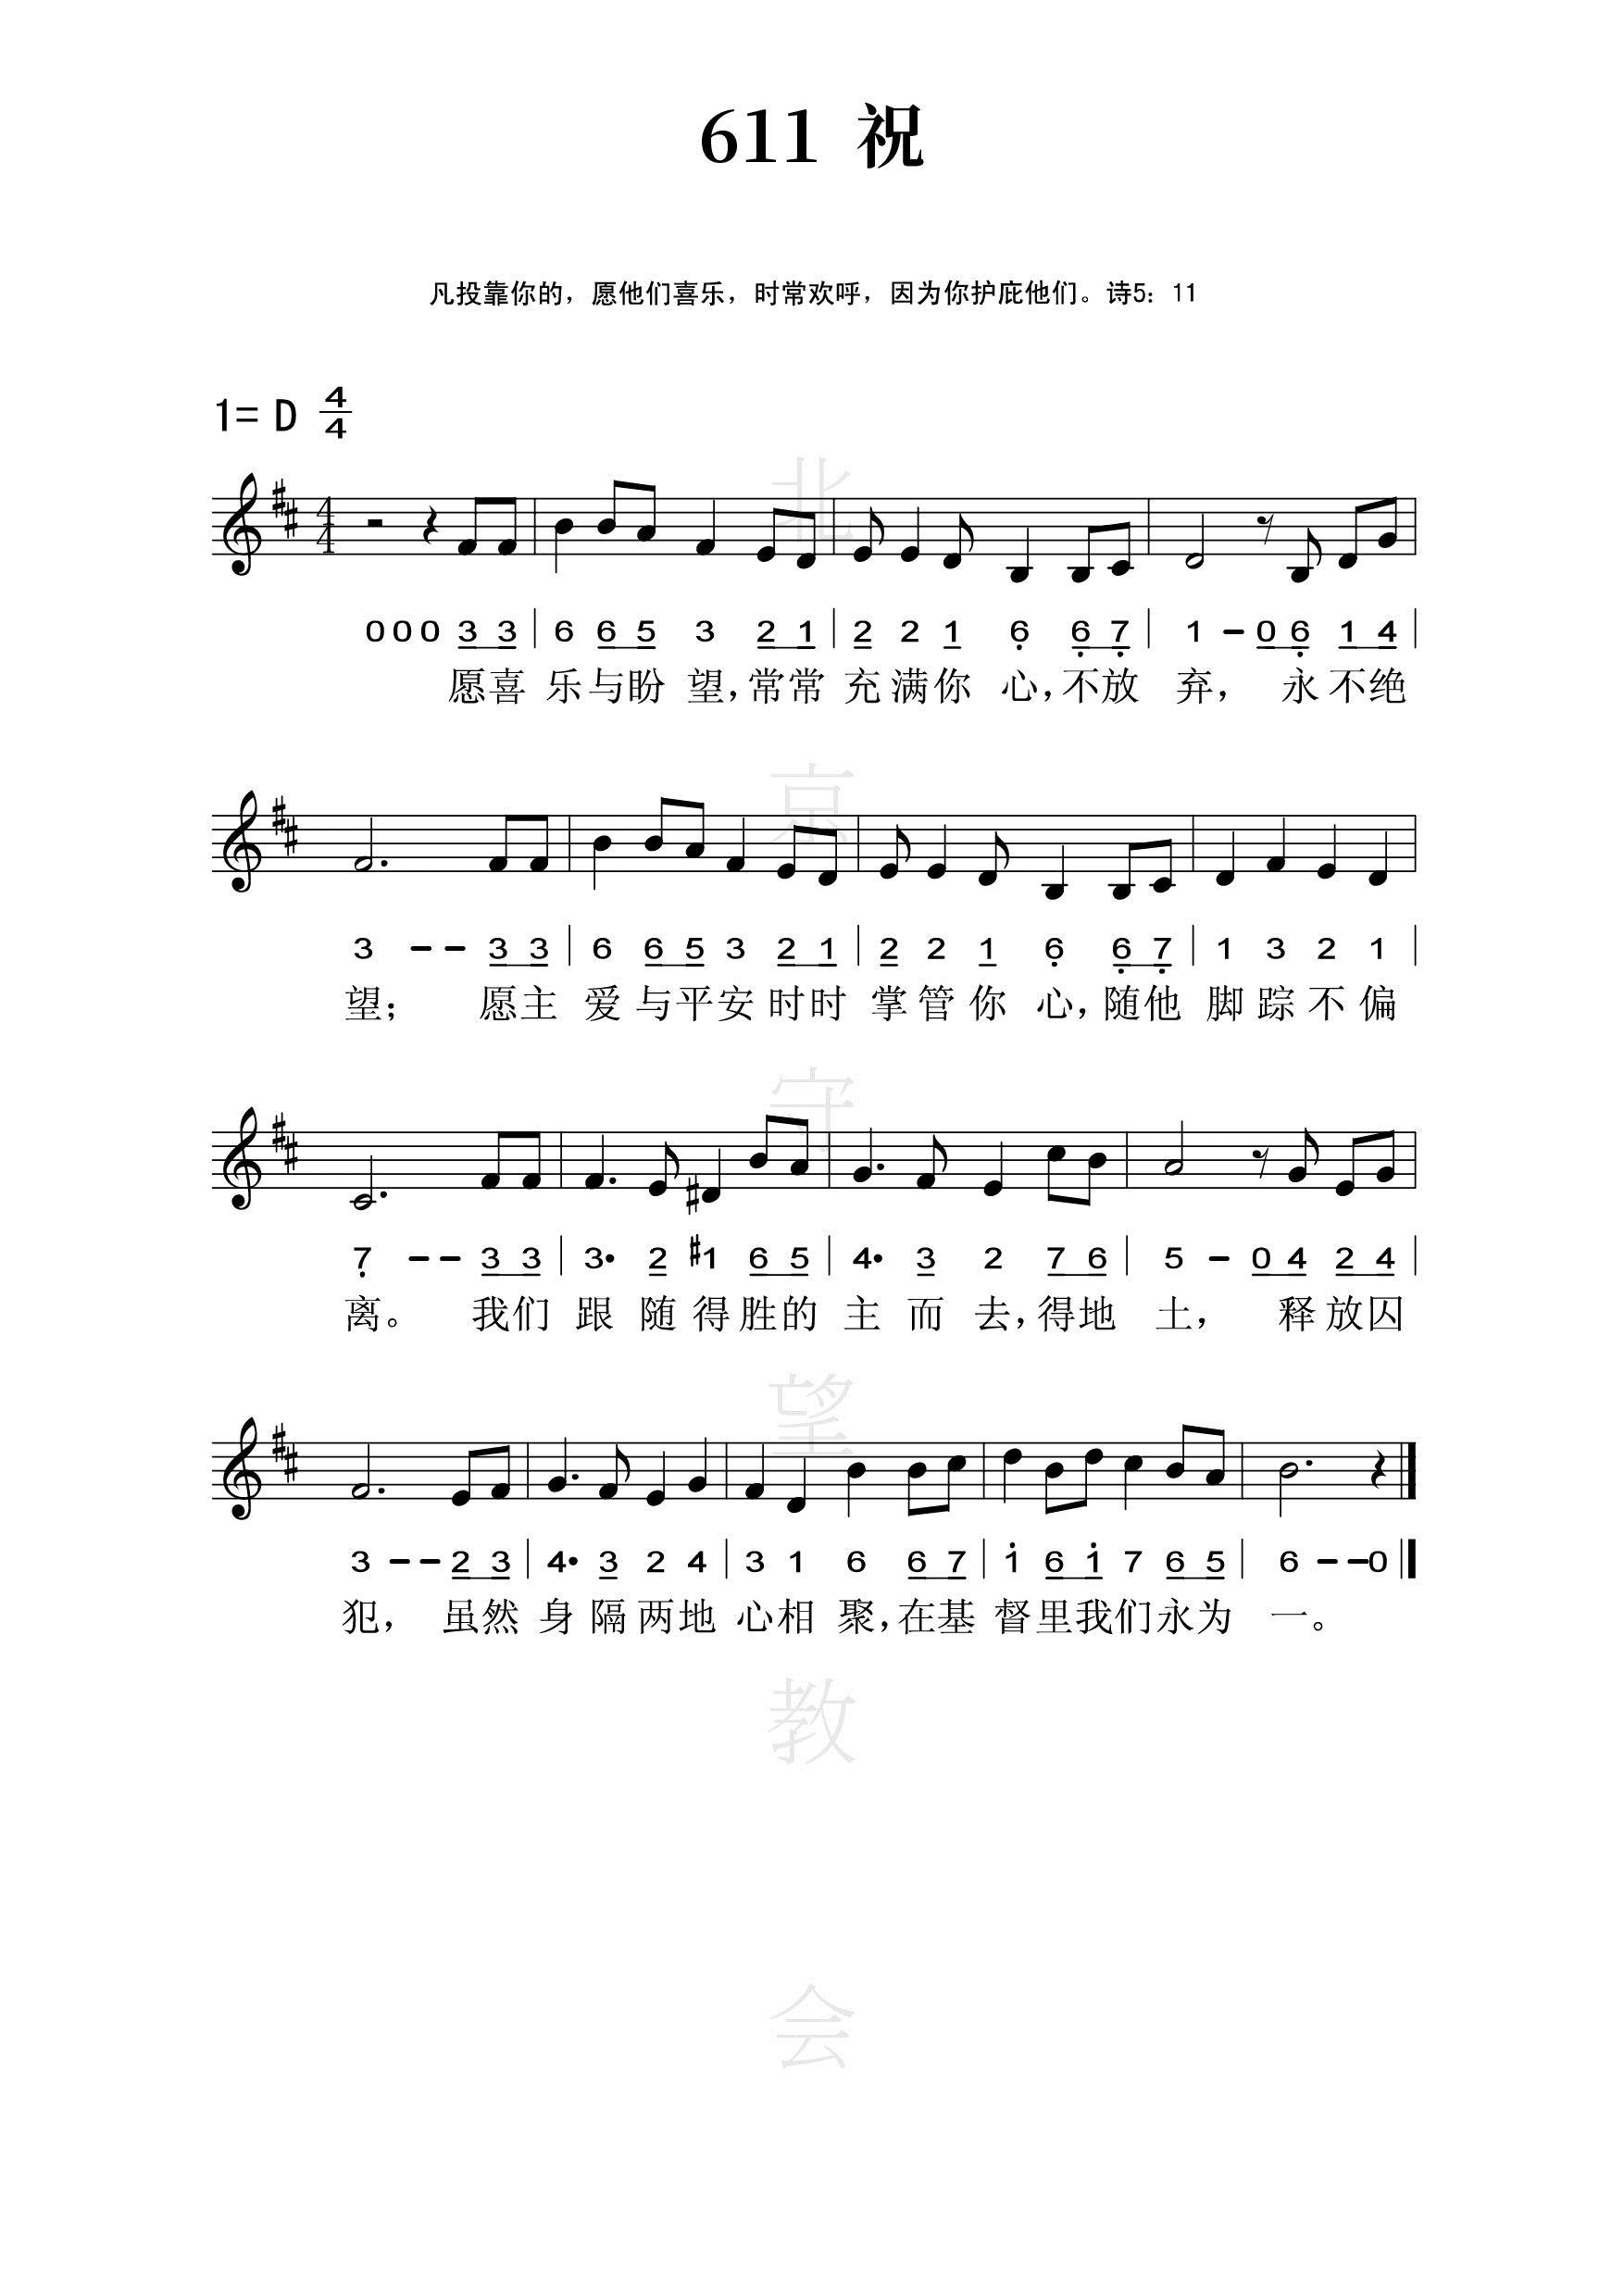 611 祝
凡投靠你的，愿他们喜乐，时常欢呼，因为你护庇他们。诗5：11
1= D 4/4
0 0 0 3 3 | 6 6 5 3 2 1 | 2 2 1 6̣ 6̣ 7̣ | 1 – 0 6̣ 1 4 |
愿喜 乐与盼 望，常常 充满你 心，不放 弃， 永不绝
3 – – 3 3 | 6 6 5 3 2 1 | 2 2 1 6̣ 6̣ 7̣ | 1 3 2 1 |
望； 愿主 爱与平安时时 掌管你 心，随他 脚踪不偏
7̣ – – 3 3 | 3· 2 #1 6 5 | 4· 3 2 7 6 | 5 – 0 4 2 4 |
离。 我们 跟随得胜的 主而去，得地 土， 释放囚
3 – – 2 3 | 4· 3 2 4 | 3 1 6 6 7 | 1̇ 6 1̇ 7 6 5 | 6 – – 0
犯， 虽然 身隔两地 心相聚，在基 督里我们永为 一。
北
京
守
望
教
会